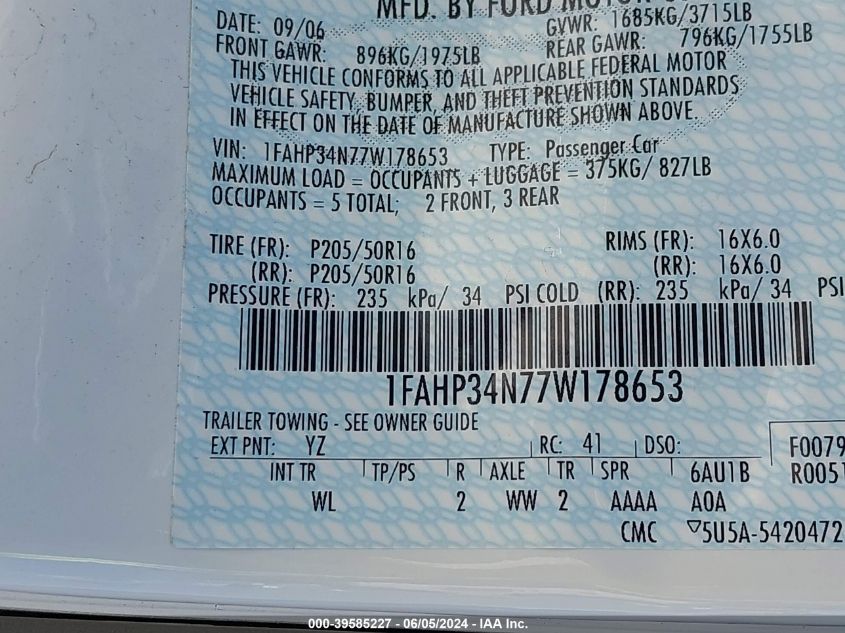 MFD. BY FORD MOTOR
DATE: 09/06 GVWR: 1685KG/3715LB
FRONT GAWR: 896KG/1975LB REAR GAWR: 796KG/1755LB
THIS VEHICLE CONFORMS TO ALL APPLICABLE FEDERAL MOTOR
VEHICLE SAFETY, BUMPER, AND THEFT PREVENTION STANDARDS
IN EFFECT ON THE DATE OF MANUFACTURE SHOWN ABOVE.
VIN: 1FAHP34N77W178653 TYPE: Passenger Car
MAXIMUM LOAD = OCCUPANTS + LUGGAGE = 375KG/ 827LB
OCCUPANTS = 5 TOTAL; 2 FRONT, 3 REAR
TIRE (FR): P205/50R16 RIMS (FR): 16X6.0
(RR): P205/50R16 (RR): 16X6.0
PRESSURE (FR): 235 kPa/ 34 PSI COLD (RR): 235 kPa/ 34 PSI
1FAHP34N77W178653
TRAILER TOWING - SEE OWNER GUIDE
EXT PNT: YZ RC: 41 DSO: F0079
INT TR TP/PS R AXLE TR SPR 6AU1B R0051
WL 2 WW 2 AAAA A0A
CMC ▽5U5A-5420472
000-39585227 - 06/05/2024 - IAA Inc.